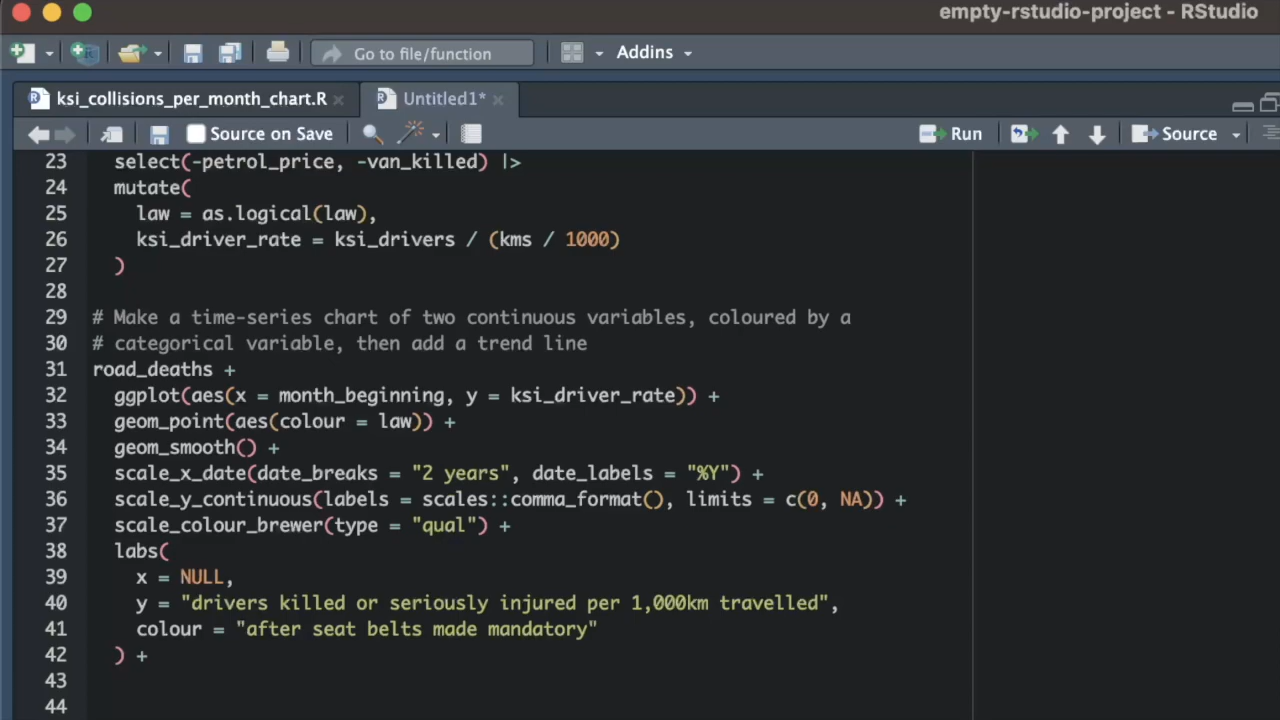 empty-rstudio-project - RStudio
Go to file/function
Addins
ksi_collisions_per_month_chart.R
Untitled1*
Source on Save
Run
Source
23 select(-petrol_price, -van_killed) |>
24 mutate(
25 law = as.logical(law),
26 ksi_driver_rate = ksi_drivers / (kms / 1000)
27 )
28
29 # Make a time-series chart of two continuous variables, coloured by a
30 # categorical variable, then add a trend line
31 road_deaths +
32 ggplot(aes(x = month_beginning, y = ksi_driver_rate)) +
33 geom_point(aes(colour = law)) +
34 geom_smooth() +
35 scale_x_date(date_breaks = "2 years", date_labels = "%Y") +
36 scale_y_continuous(labels = scales::comma_format(), limits = c(0, NA)) +
37 scale_colour_brewer(type = "qual") +
38 labs(
39 x = NULL,
40 y = "drivers killed or seriously injured per 1,000km travelled",
41 colour = "after seat belts made mandatory"
42 ) +
43
44